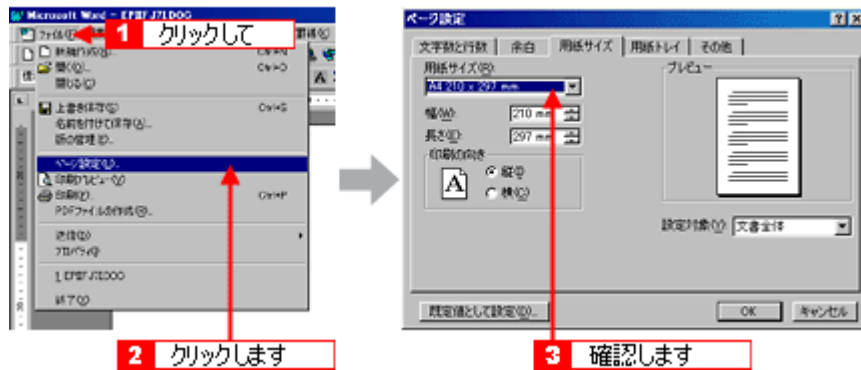 Microsoft Word - EPIFJ71.DOC
ファイル(F)
1 クリックして
新規作成(N)... Ctrl+N
開く(O)... Ctrl+O
閉じる(C)
上書き保存(S) Ctrl+S
名前を付けて保存(A)...
版の管理(E)...
ページ設定(U)...
印刷プレビュー(V)
印刷(P)... Ctrl+P
PDFファイルの作成(R)...
送信(D)
プロパティ(I)
終了(X)
2 クリックします
ページ設定
文字数と行数 余白 用紙サイズ 用紙トレイ その他
用紙サイズ(R):
A4 210 x 297 mm
幅(W): 210 mm
長さ(E): 297 mm
印刷の向き
A
縦(T)
横(C)
プレビュー
設定対象(Y): 文書全体
既定値として設定(D)...
OK キャンセル
3 確認します